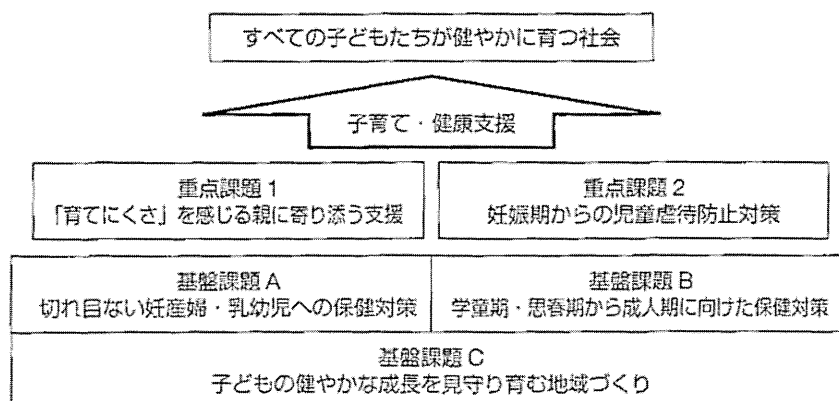 すべての子どもたちが健やかに育つ社会
子育て・健康支援
重点課題1
「育てにくさ」を感じる親に寄り添う支援
重点課題2
妊娠期からの児童虐待防止対策
基盤課題A
切れ目ない妊産婦・乳幼児への保健対策
基盤課題B
学童期・思春期から成人期に向けた保健対策
基盤課題C
子どもの健やかな成長を見守り育む地域づくり